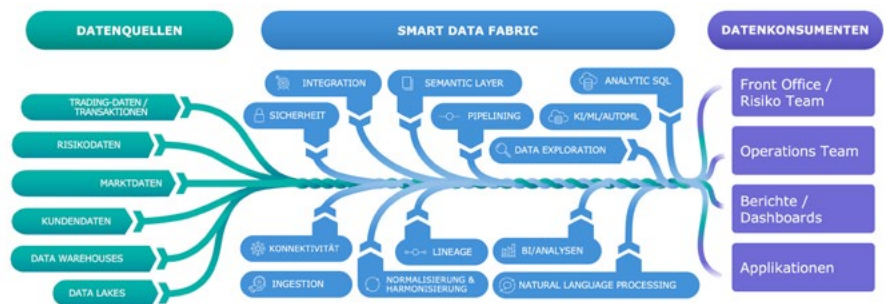 DATENQUELLEN
TRADING-DATEN /
TRANSAKTIONEN
RISIKODATEN
MARKTDATEN
KUNDENDATEN
DATA WAREHOUSES
DATA LAKES
SMART DATA FABRIC
INTEGRATION
SEMANTIC LAYER
ANALYTIC SQL
SICHERHEIT
PIPELINING
KI/ML/AUTOML
DATA EXPLORATION
KONNEKTIVITÄT
LINEAGE
BI/ANALYSEN
INGESTION
NORMALISIERUNG &
HARMONISIERUNG
NATURAL LANGUAGE PROCESSING
DATENKONSUMENTEN
Front Office /
Risiko Team
Operations Team
Berichte /
Dashboards
Applikationen